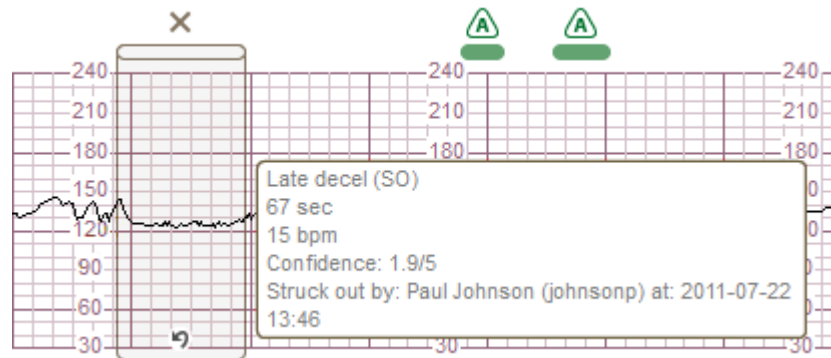 A A
240 240 240
210 210 210
180 180 180
150
120
90
60
30 30 30
Late decel (SO)
67 sec
15 bpm
Confidence: 1.9/5
Struck out by: Paul Johnson (johnsonp) at: 2011-07-22
13:46